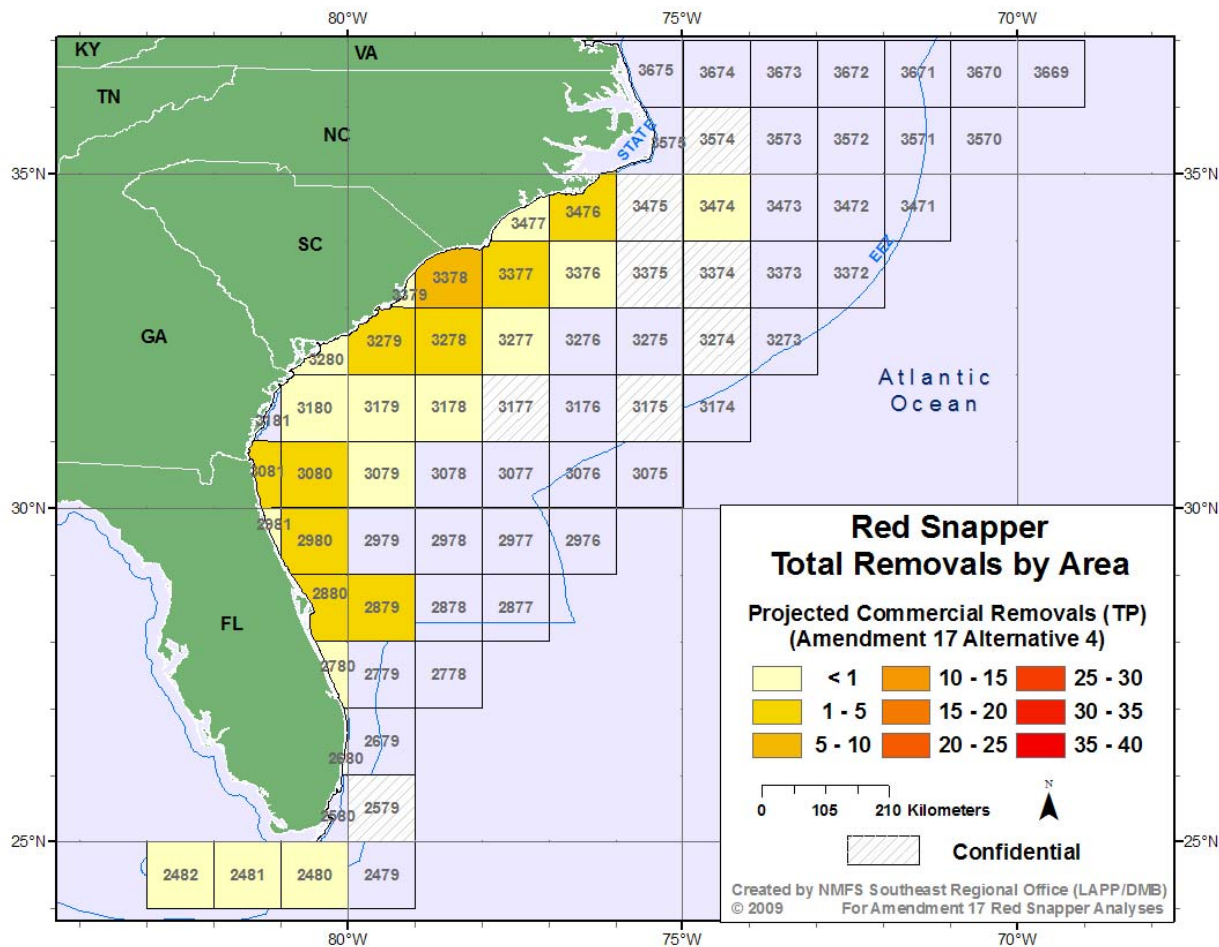 80°W 75°W 70°W
KY VA
3675 3674 3673 3672 3671 3670 3669
TN
NC
STATE
3575 3574 3573 3572 3571 3570
35°N 35°N
3477 3476 3475 3474 3473 3472 3471
SC
EEZ
3379 3378 3377 3376 3375 3374 3373 3372
GA
3280 3279 3278 3277 3276 3275 3274 3273
Atlantic
Ocean
3181 3180 3179 3178 3177 3176 3175 3174
3081 3080 3079 3078 3077 3076 3075
30°N 30°N
2981 2980 2979 2978 2977 2976
2880 2879 2878 2877
FL
2780 2779 2778
2680 2679
2580 2579
25°N 25°N
2482 2481 2480 2479
80°W 75°W 70°W
Red Snapper
Total Removals by Area
Projected Commercial Removals (TP)
(Amendment 17 Alternative 4)
< 1 10 - 15 25 - 30
1 - 5 15 - 20 30 - 35
5 - 10 20 - 25 35 - 40
0 105 210 Kilometers
N
Confidential
Created by NMFS Southeast Regional Office (LAPP/DMB)
© 2009 For Amendment 17 Red Snapper Analyses